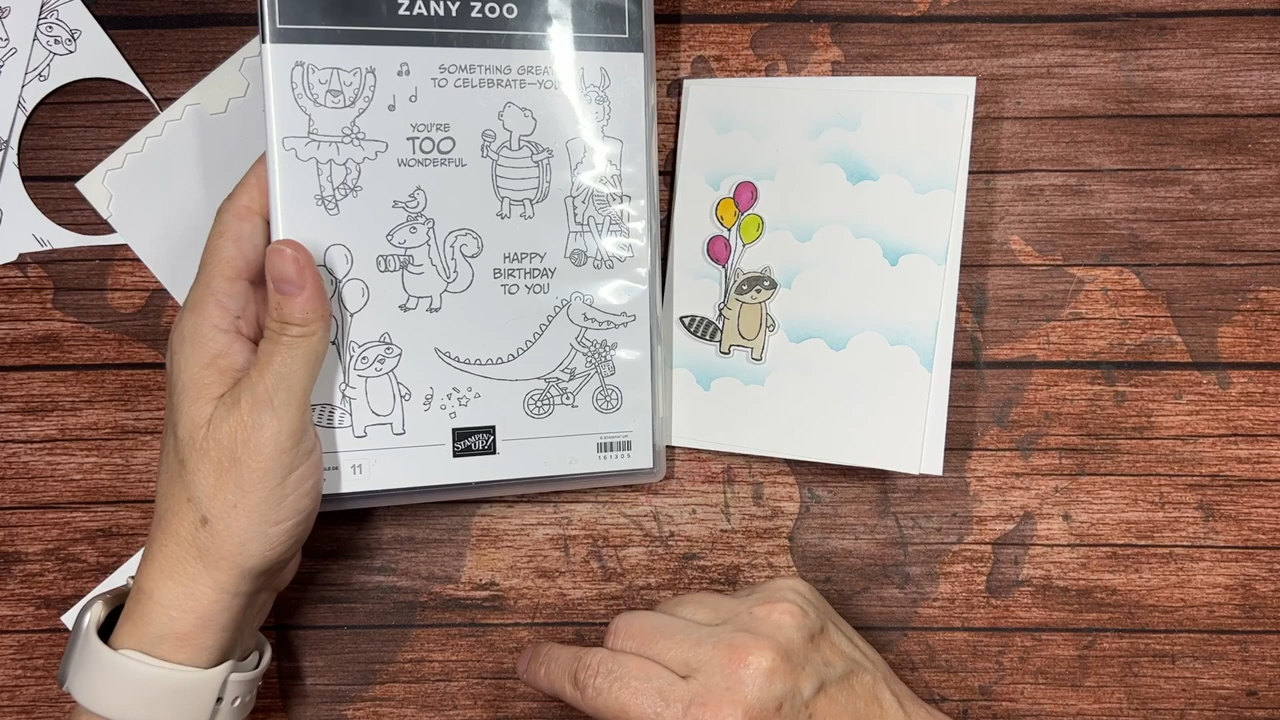 ZANY ZOO
SOMETHING GREAT
TO CELEBRATE—YOU
YOU'RE
TOO
WONDERFUL
HAPPY
BIRTHDAY
TO YOU
STAMPIN'
UP!
11
161305